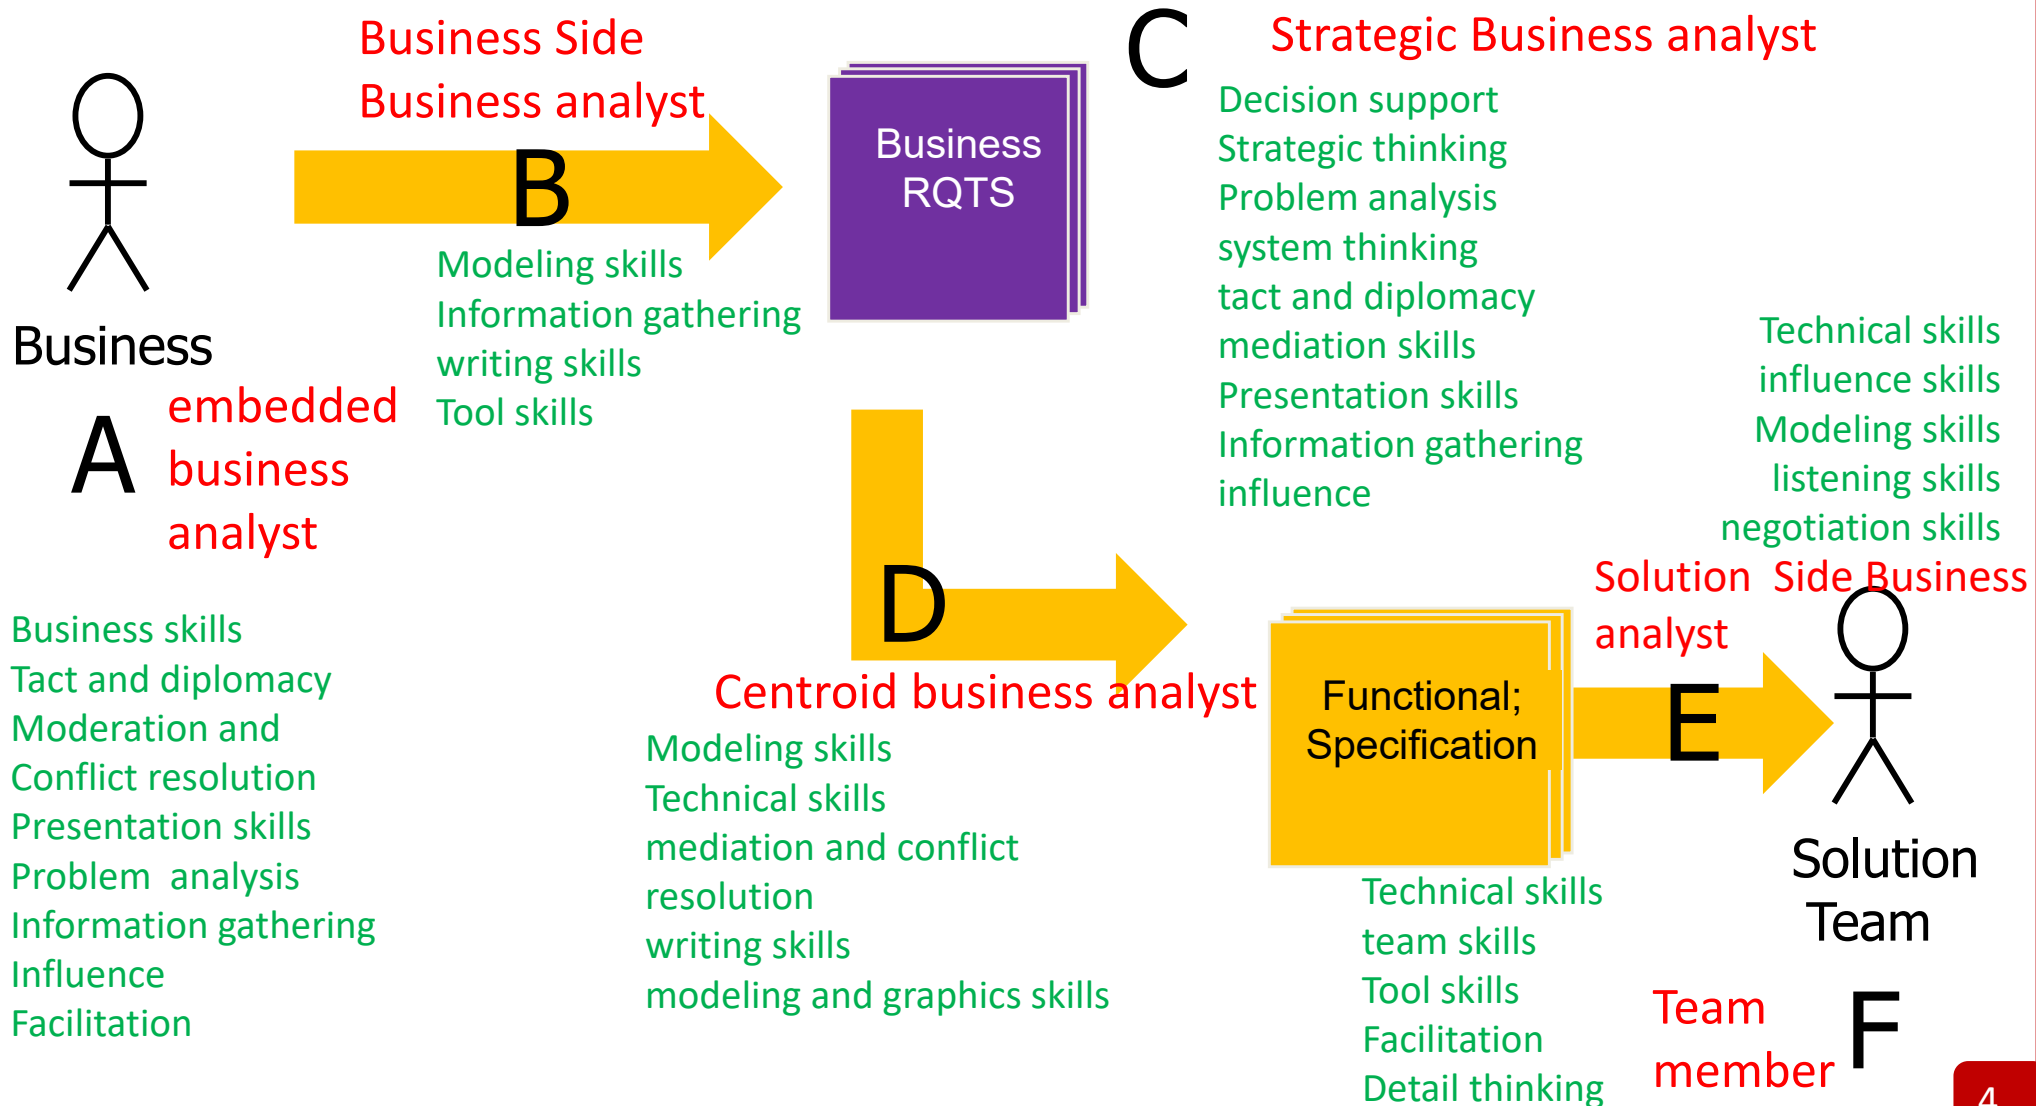 Business Side
Business analyst
B
Modeling skills
Information gathering
writing skills
Tool skills
Business
A
embedded
business
analyst
Business skills
Tact and diplomacy
Moderation and
Conflict resolution
Presentation skills
Problem  analysis
Information gathering
Influence
Facilitation
Business
RQTS
C
Strategic Business analyst
Decision support
Strategic thinking
Problem analysis
system thinking
tact and diplomacy
mediation skills
Presentation skills
Information gathering
influence
D
Centroid business analyst
Modeling skills
Technical skills
mediation and conflict
resolution
writing skills
modeling and graphics skills
Functional;
Specification
Technical skills
influence skills
Modeling skills
listening skills
negotiation skills
Solution  Side Business
analyst
E
Solution
Team
Technical skills
team skills
Tool skills
Facilitation
Detail thinking
Team
member
F
4